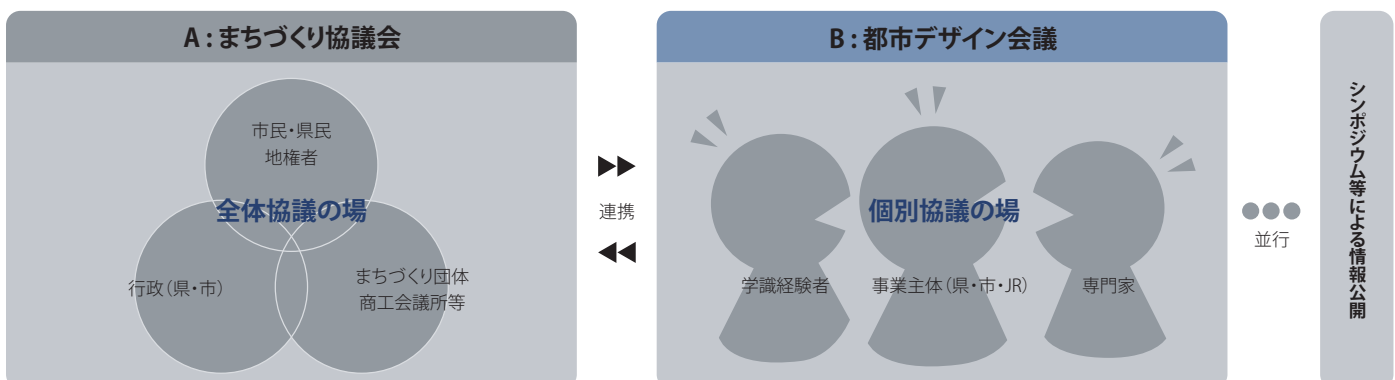 A:まちづくり協議会
市民・県民
地権者
全体協議の場
行政(県・市)
まちづくり団体
商工会議所等
連携
B:都市デザイン会議
個別協議の場
学識経験者
事業主体(県・市・JR)
専門家
並行
シンポジウム等による情報公開